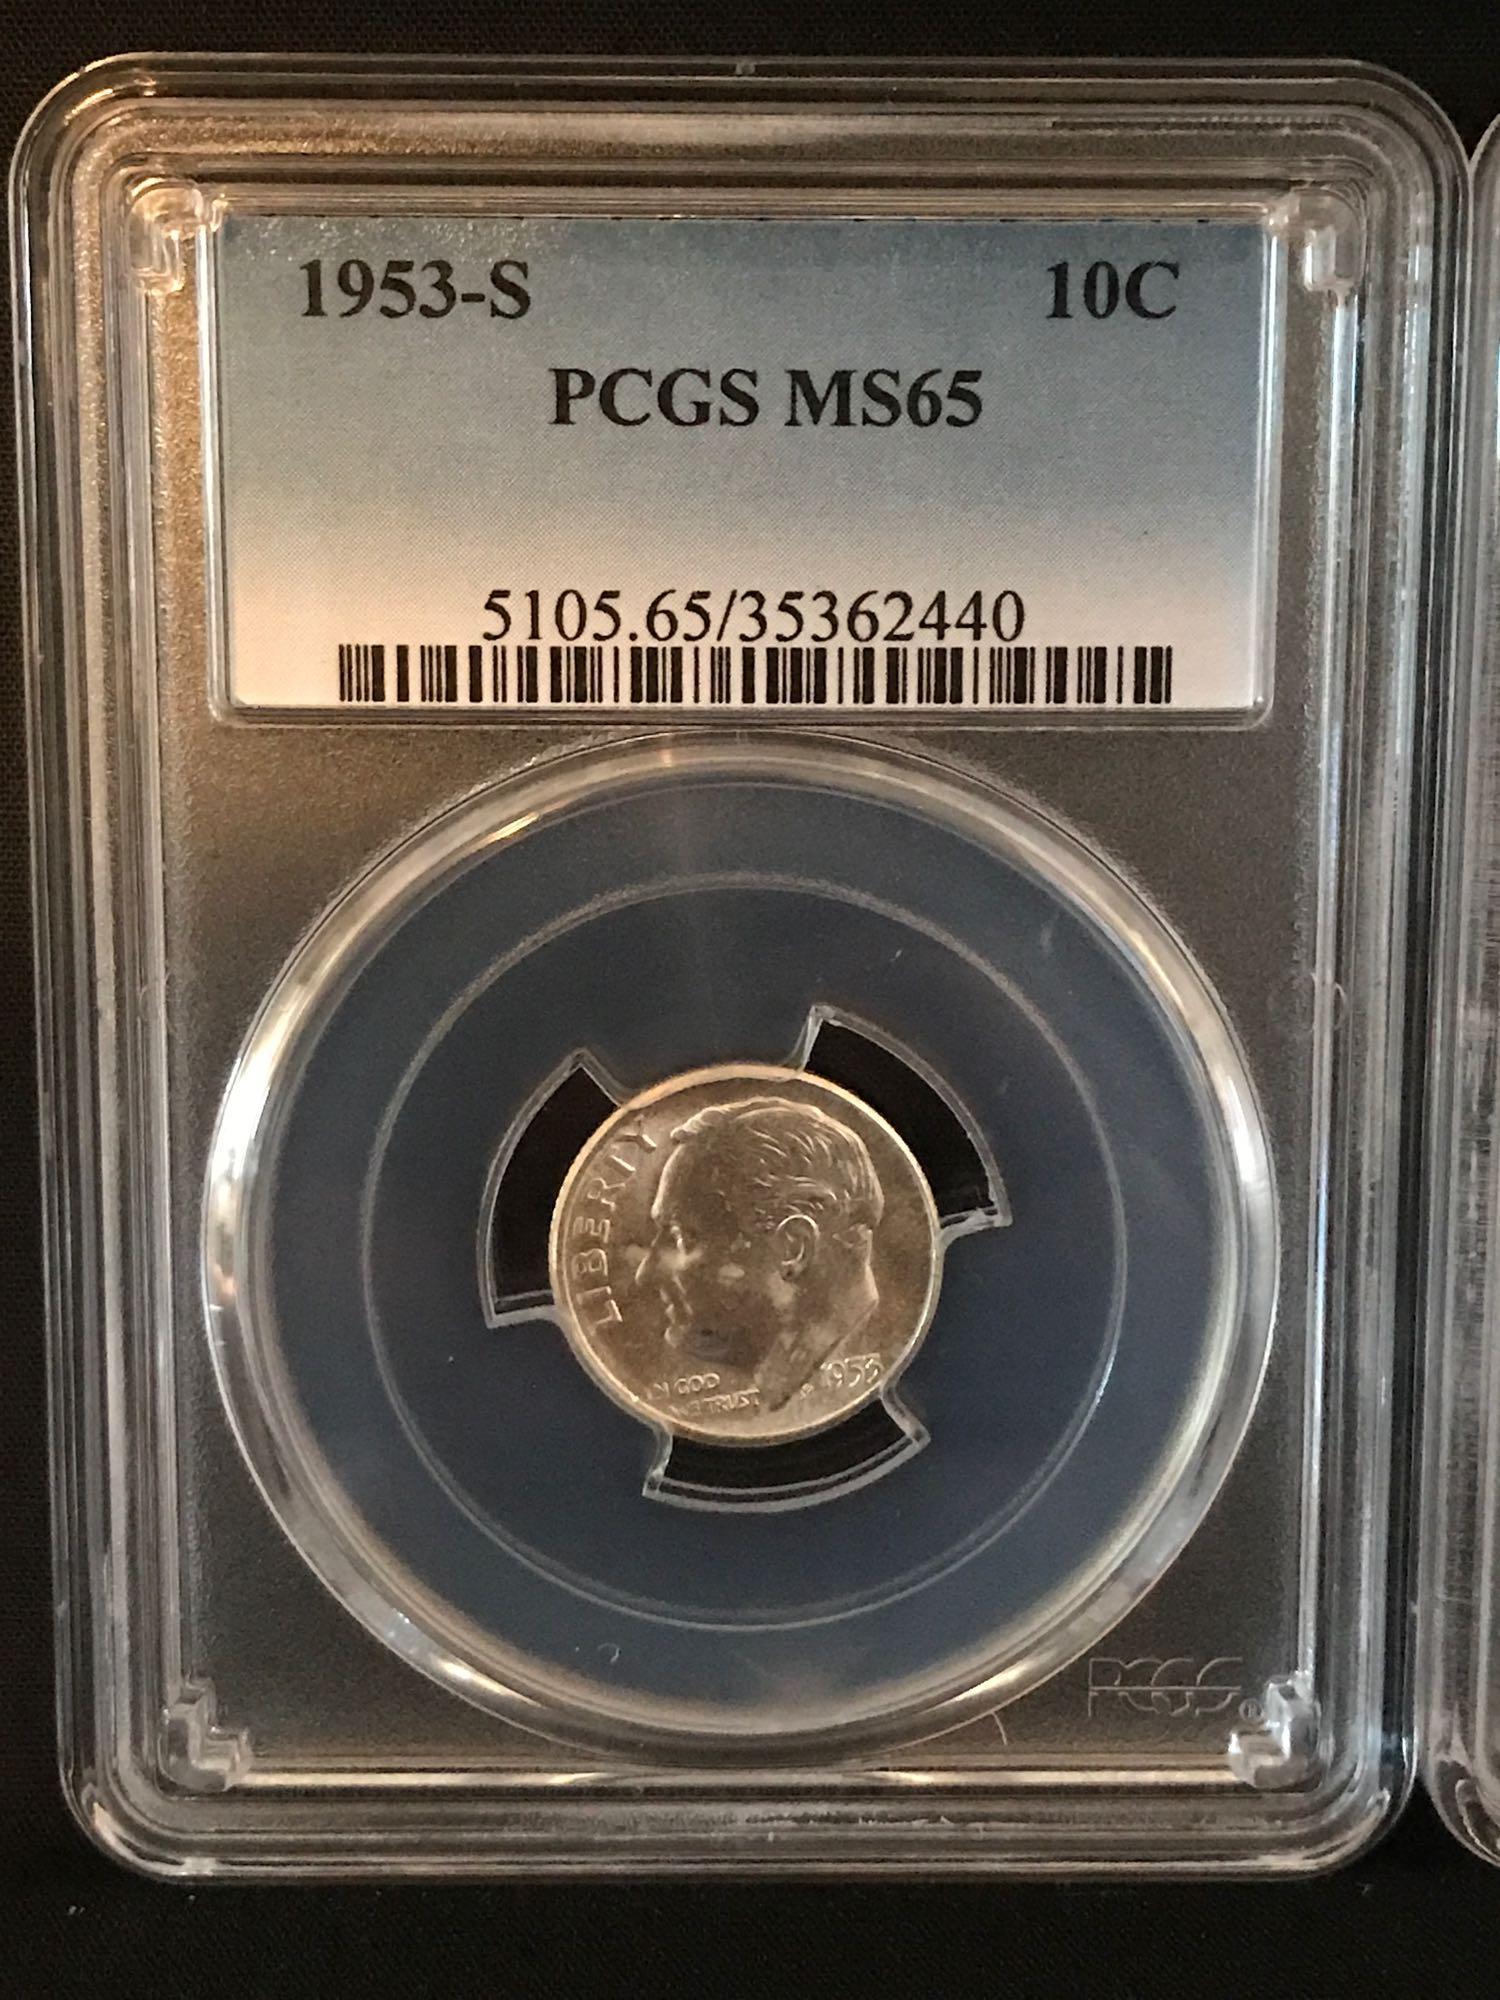 1953-S 10C
PCGS MS65
5105.65/35362440
LIBERTY
IN GOD
WE TRUST
1953
PCGS